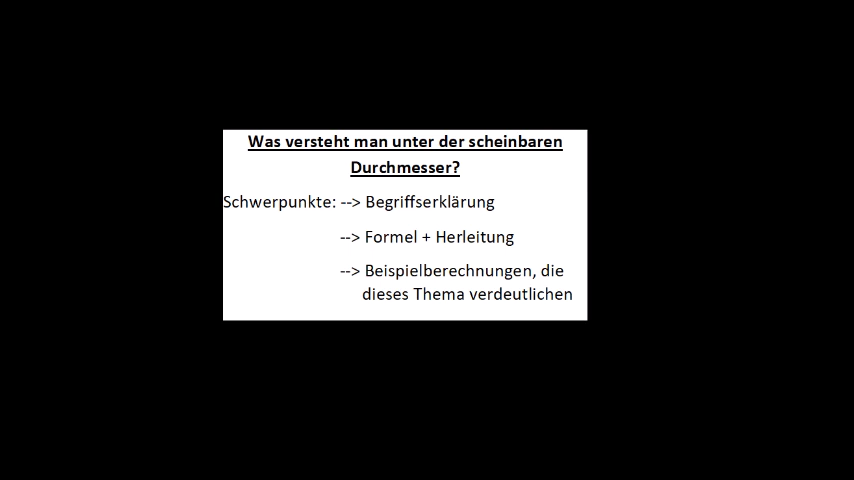 Was versteht man unter der scheinbaren
Durchmesser?
Schwerpunkte: --> Begriffserklärung
--> Formel + Herleitung
--> Beispielberechnungen, die
dieses Thema verdeutlichen